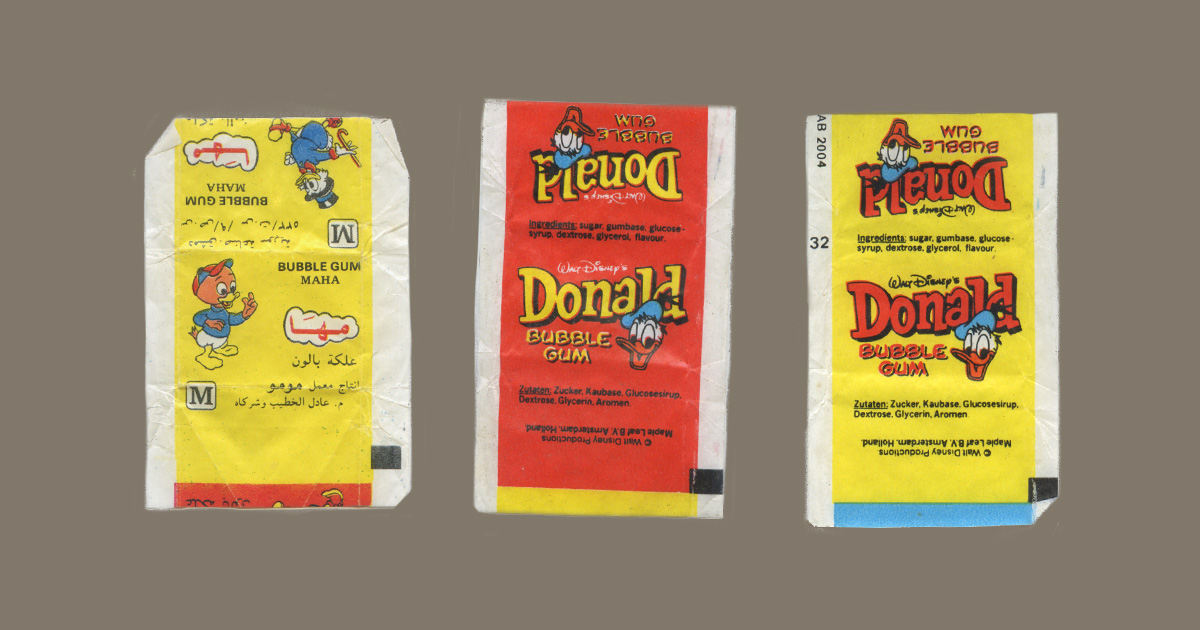 مها
BUBBLE GUM
MAHA
M
BUBBLE GUM
MAHA
مها
علكة بالون
انتاج معمل مومو
م. عادل الخطيب وشركاه
M
BUBBLE
GUM
Donald
WALT DISNEY'S
Ingredients: sugar, gumbase, glucose-
syrup, dextrose, glycerol, flavour.
WALT DISNEY'S
Donald
BUBBLE
GUM
Zutaten: Zucker, Kaubase, Glucosesirup,
Dextrose, Glycerin, Aromen.
© Walt Disney Productions
Maple Leaf B.V. Amsterdam. Holland.
AB 2004
32
BUBBLE
GUM
Donald
WALT DISNEY'S
Ingredients: sugar, gumbase, glucose-
syrup, dextrose, glycerol, flavour.
WALT DISNEY'S
Donald
BUBBLE
GUM
Zutaten: Zucker, Kaubase, Glucosesirup,
Dextrose, Glycerin, Aromen.
© Walt Disney Productions
Maple Leaf B.V. Amsterdam. Holland.